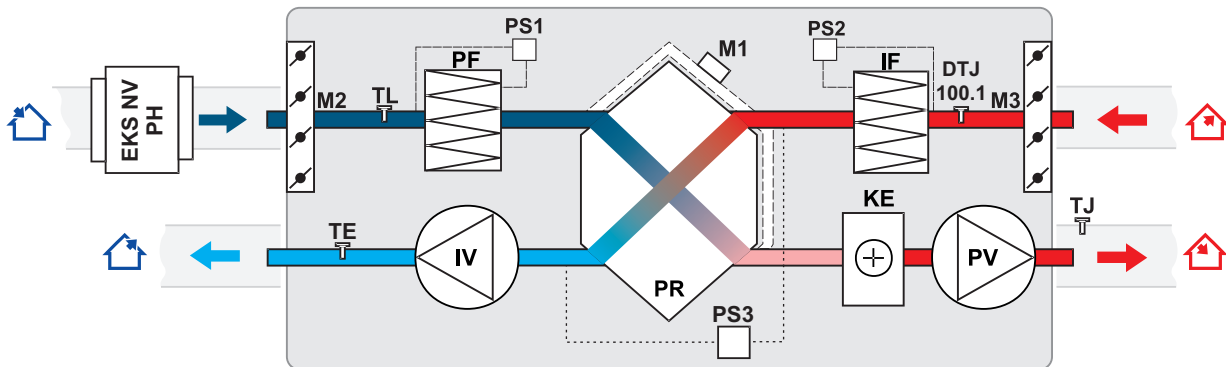 PS1
PS2
M1
PF
IF
DTJ
100.1
M2
TL
M3
EKS NV
PH
KE
TJ
TE
IV
PV
PR
PS3